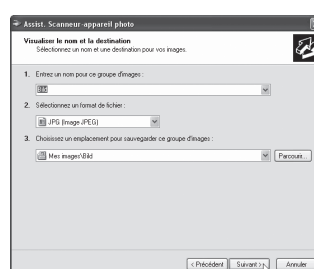 Assist. Scanneur-appareil photo
Visualiser le nom et la destination
Sélectionnez un nom et une destination pour vos images.
1. Entrez un nom pour ce groupe d'images :
Bild
2. Sélectionnez un format de fichier :
JPG (Image JPEG)
3. Choisissez un emplacement pour sauvegarder ce groupe d'images :
Mes images\Bild
Parcourir...
< Précédent
Suivant >
Annuler